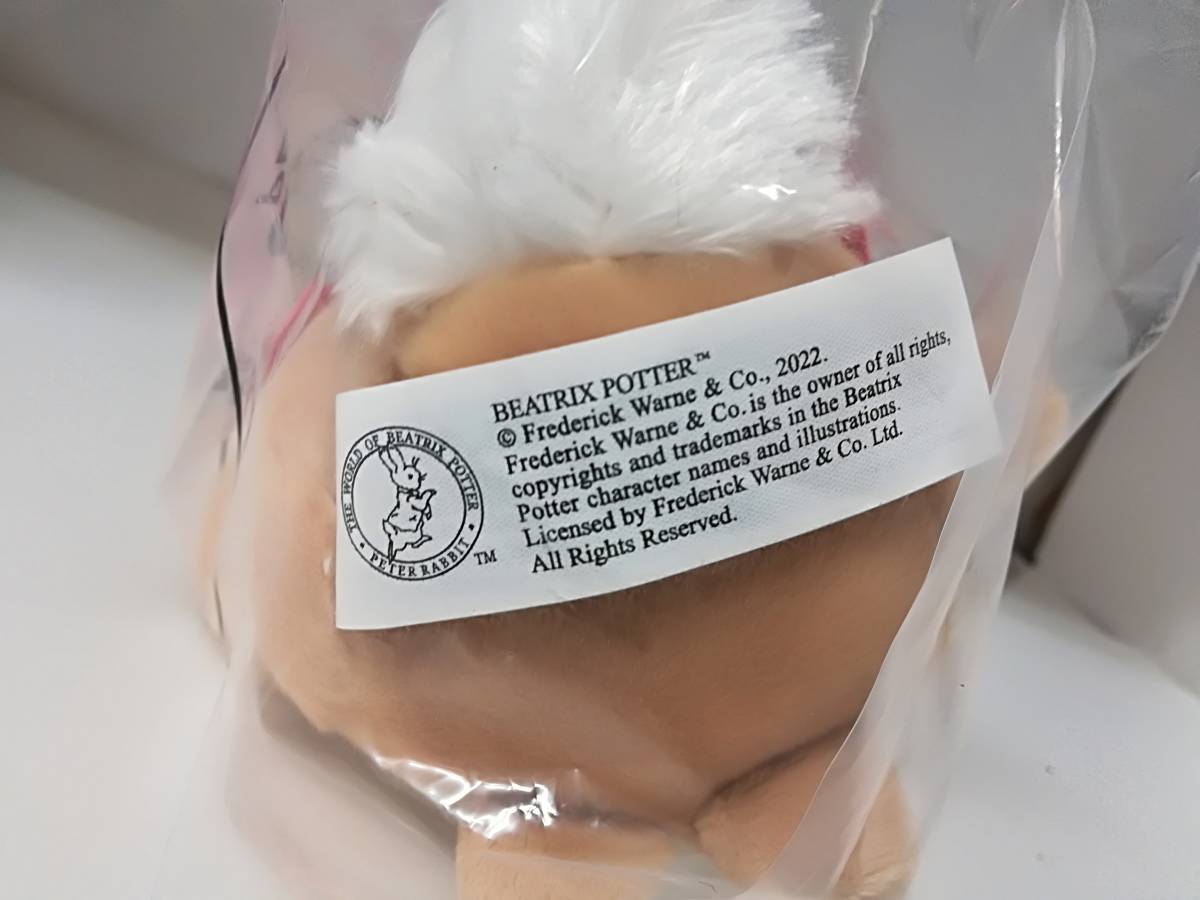 BEATRIX POTTER™
© Frederick Warne & Co., 2022.
Frederick Warne & Co. is the owner of all rights,
copyrights and trademarks in the Beatrix
Potter character names and illustrations.
Licensed by Frederick Warne & Co. Ltd.
All Rights Reserved.
THE WORLD OF BEATRIX POTTER
• PETER RABBIT •
TM